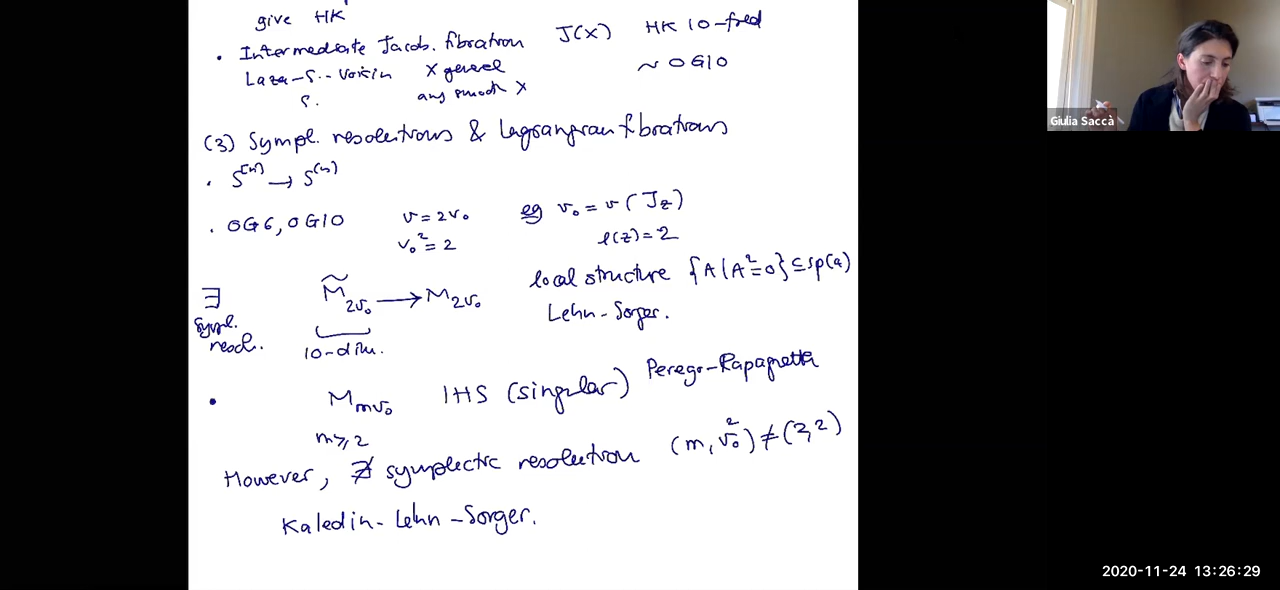 give HK
• Intermediate Jacob. fibration J(X) HK 10-fold
Laza-S.-Voisin X general ~ OG10
S. any smooth X
(3) Sympl. resolutions & Lagrangian fibrations
• S^[n] → S^(n)
• OG6, OG10 v = 2v₀ eg v₀ = v(J_Z)
v₀² = 2 l(z) = 2
∃ sympl. resol. M̃_2v₀ → M_2v₀ local structure {A | A² = 0} ⊆ sp(4)
10-dim. Lehn-Sorger.
• M_mv₀ IHS (singular) Perego-Rapagnetta
m ≥ 2
However, ∄ symplectic resolution (m, v₀²) ≠ (2, 2)
Kaledin-Lehn-Sorger.
Giulia Saccà
2020-11-24 13:26:29